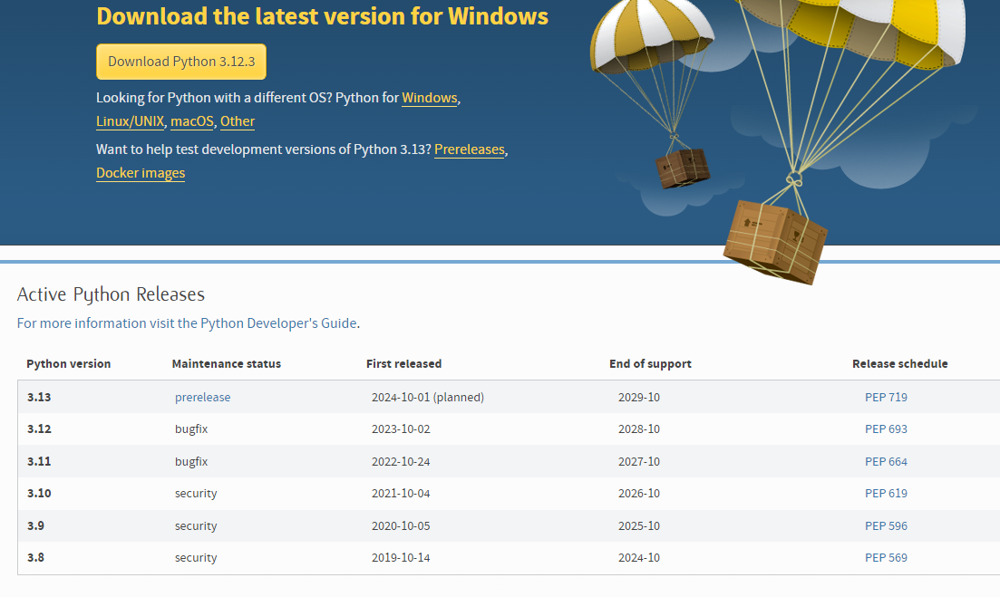 Download the latest version for Windows
Download Python 3.12.3
Looking for Python with a different OS? Python for Windows,
Linux/UNIX, macOS, Other
Want to help test development versions of Python 3.13? Prereleases,
Docker images
Active Python Releases
For more information visit the Python Developer's Guide.
Python version Maintenance status First released End of support Release schedule
3.13 prerelease 2024-10-01 (planned) 2029-10 PEP 719
3.12 bugfix 2023-10-02 2028-10 PEP 693
3.11 bugfix 2022-10-24 2027-10 PEP 664
3.10 security 2021-10-04 2026-10 PEP 619
3.9 security 2020-10-05 2025-10 PEP 596
3.8 security 2019-10-14 2024-10 PEP 569